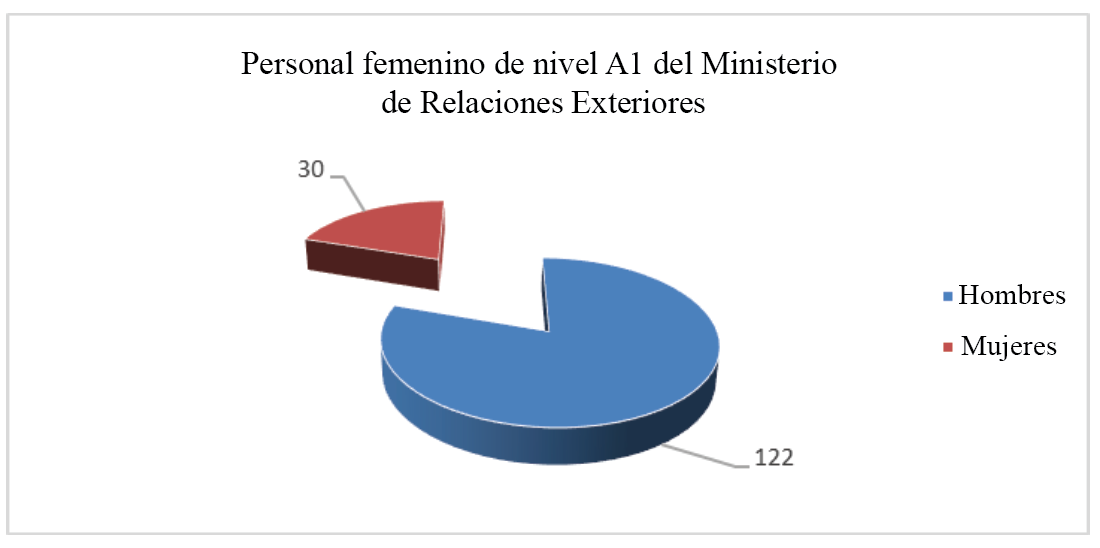 Personal femenino de nivel A1 del Ministerio
de Relaciones Exteriores
30
Hombres
Mujeres
122